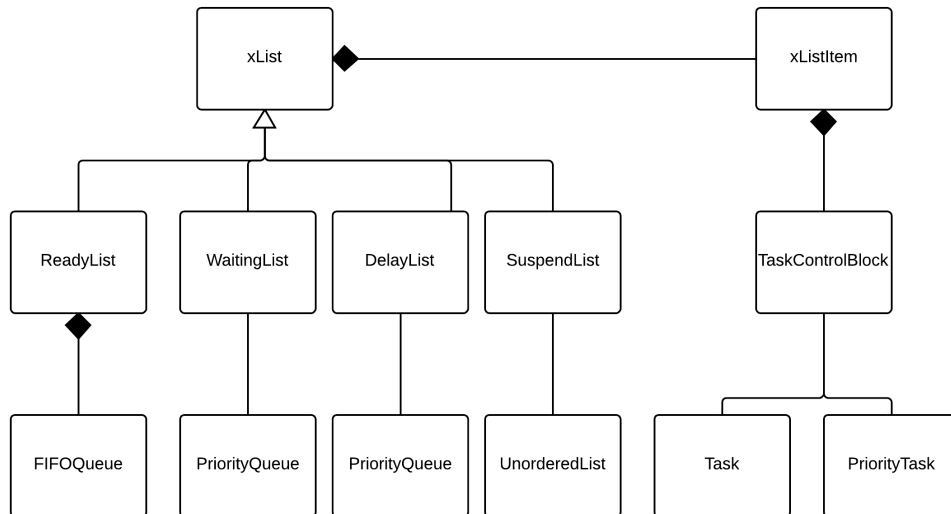 xList
xListItem
ReadyList
WaitingList
DelayList
SuspendList
TaskControlBlock
FIFOQueue
PriorityQueue
PriorityQueue
UnorderedList
Task
PriorityTask